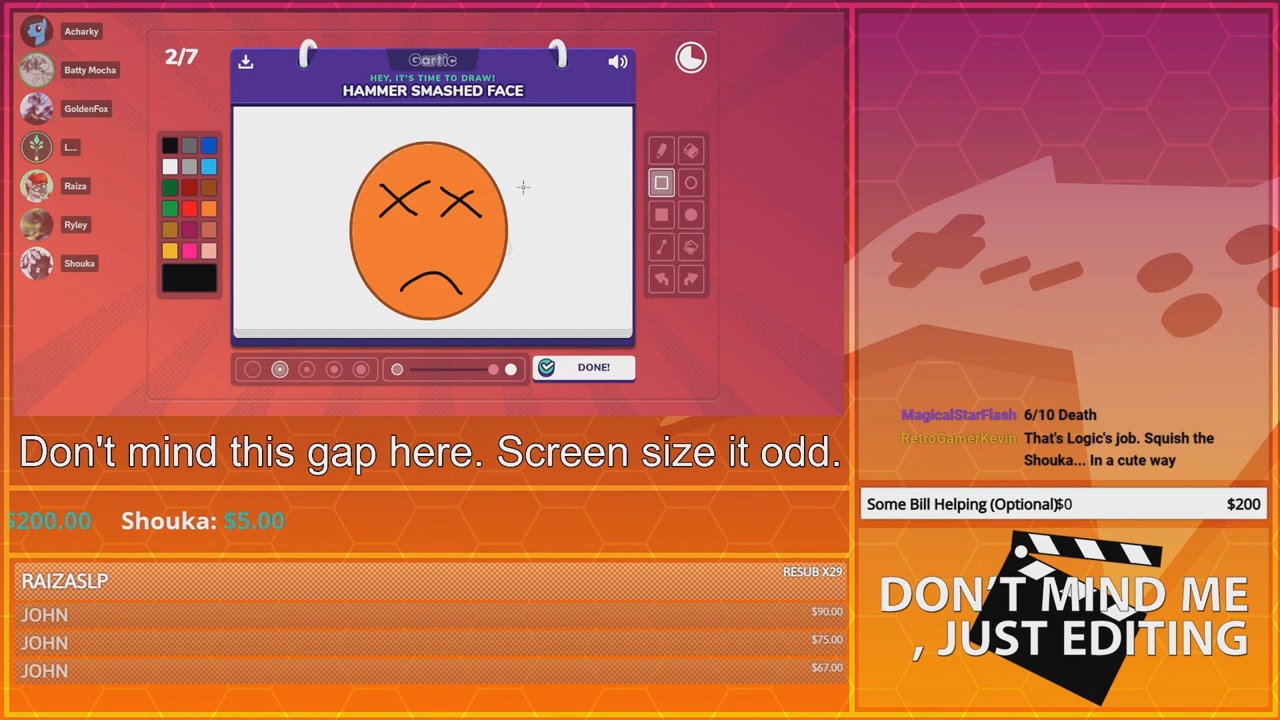 Acharky
Batty Mocha
GoldenFox
L...
Raiza
Ryley
Shouka
2/7
Gartic
HEY, IT'S TIME TO DRAW!
HAMMER SMASHED FACE
DONE!
Don't mind this gap here. Screen size it odd.
$200.00 Shouka: $5.00
RAIZASLP RESUB X29
JOHN $90.00
JOHN $75.00
JOHN $67.00
MagicalStarFlash 6/10 Death
RetroGamerKevin That's Logic's job. Squish the
Shouka... In a cute way
Some Bill Helping (Optional) $0 $200
DON'T MIND ME
, JUST EDITING